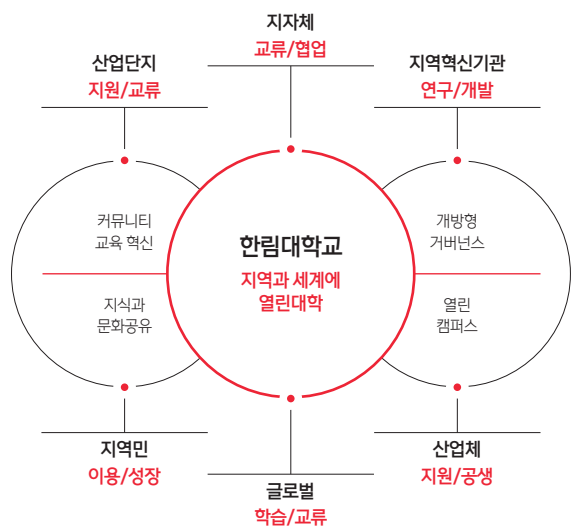 지자체
교류/협업
산업단지
지원/교류
지역혁신기관
연구/개발
커뮤니티
교육 혁신
한림대학교
지역과 세계에
열린대학
개방형
거버넌스
지식과
문화공유
열린
캠퍼스
지역민
이용/성장
산업체
지원/공생
글로벌
학습/교류